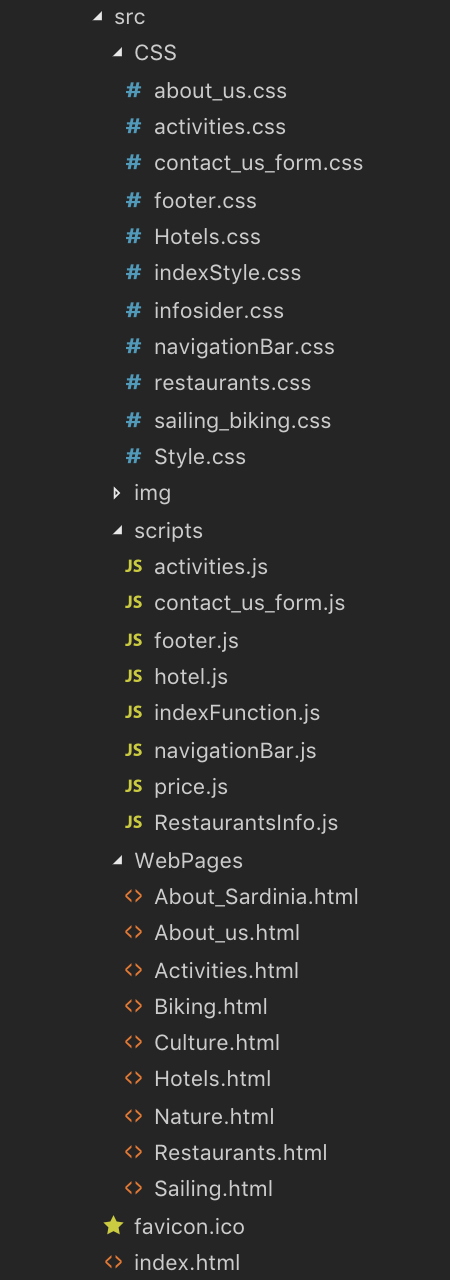 src
CSS
# about_us.css
# activities.css
# contact_us_form.css
# footer.css
# Hotels.css
# indexStyle.css
# infosider.css
# navigationBar.css
# restaurants.css
# sailing_biking.css
# Style.css
img
scripts
JS activities.js
JS contact_us_form.js
JS footer.js
JS hotel.js
JS indexFunction.js
JS navigationBar.js
JS price.js
JS RestaurantsInfo.js
WebPages
<> About_Sardinia.html
<> About_us.html
<> Activities.html
<> Biking.html
<> Culture.html
<> Hotels.html
<> Nature.html
<> Restaurants.html
<> Sailing.html
favicon.ico
<> index.html